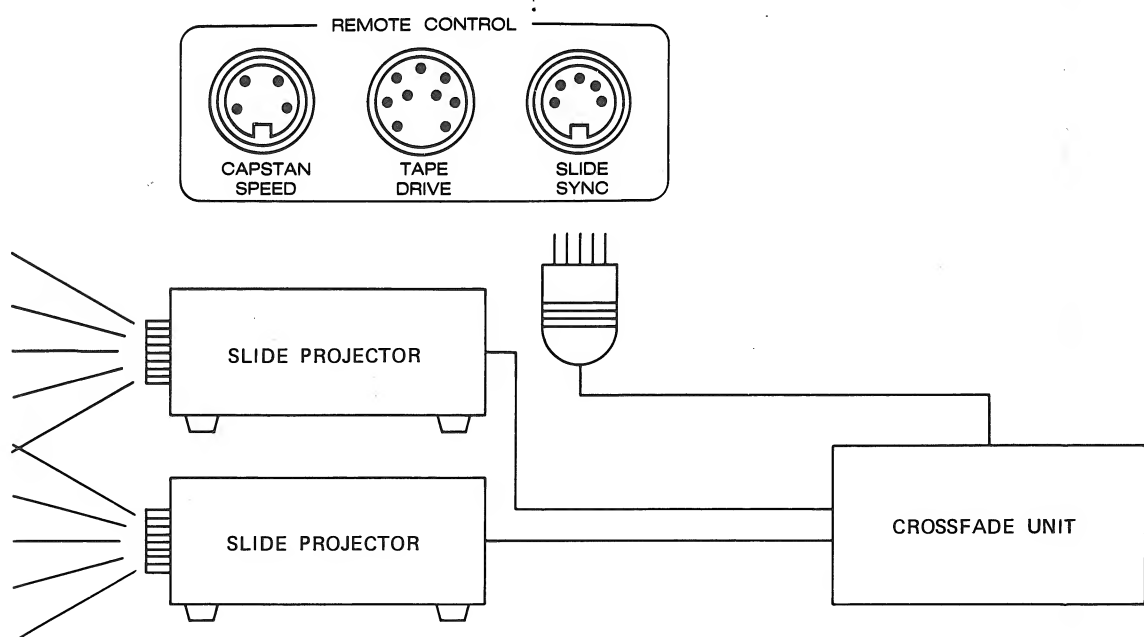 REMOTE CONTROL
CAPSTAN SPEED
TAPE DRIVE
SLIDE SYNC
SLIDE PROJECTOR
SLIDE PROJECTOR
CROSSFADE UNIT